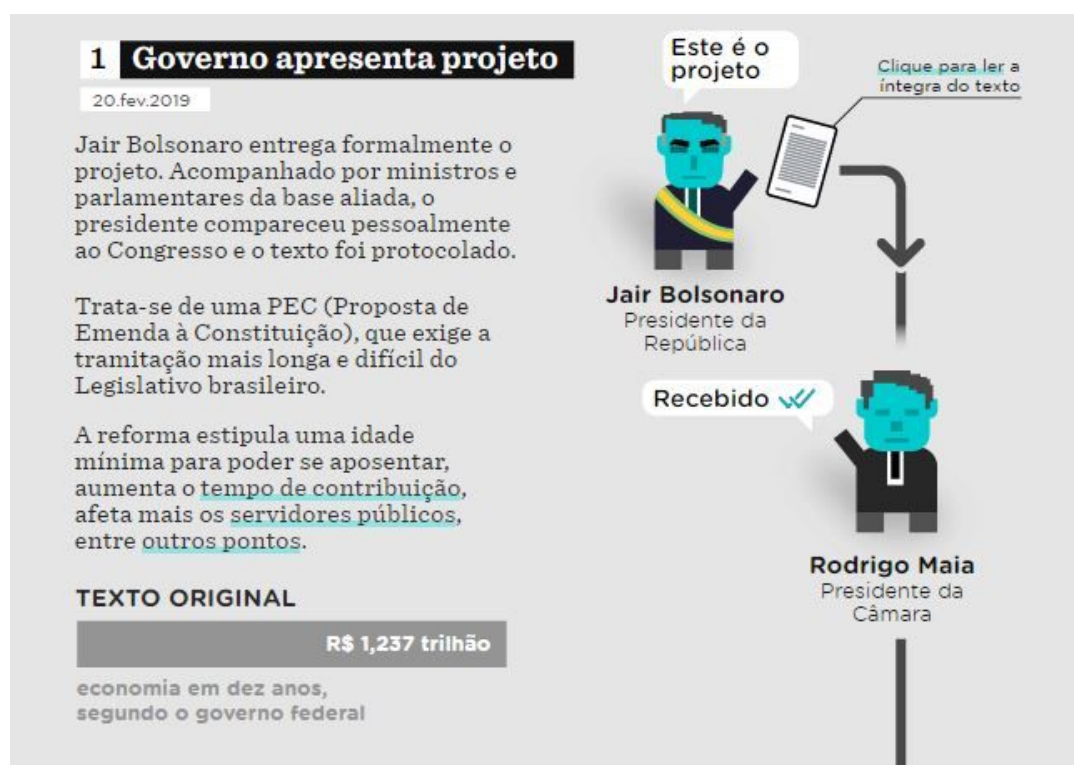 1 Governo apresenta projeto
20.fev.2019
Jair Bolsonaro entrega formalmente o
projeto. Acompanhado por ministros e
parlamentares da base aliada, o
presidente compareceu pessoalmente
ao Congresso e o texto foi protocolado.
Trata-se de uma PEC (Proposta de
Emenda à Constituição), que exige a
tramitação mais longa e difícil do
Legislativo brasileiro.
A reforma estipula uma idade
mínima para poder se aposentar,
aumenta o tempo de contribuição,
afeta mais os servidores públicos,
entre outros pontos.
TEXTO ORIGINAL
R$ 1,237 trilhão
economia em dez anos,
segundo o governo federal
Este é o
projeto
Clique para ler a
íntegra do texto
Jair Bolsonaro
Presidente da
República
Recebido
Rodrigo Maia
Presidente da
Câmara